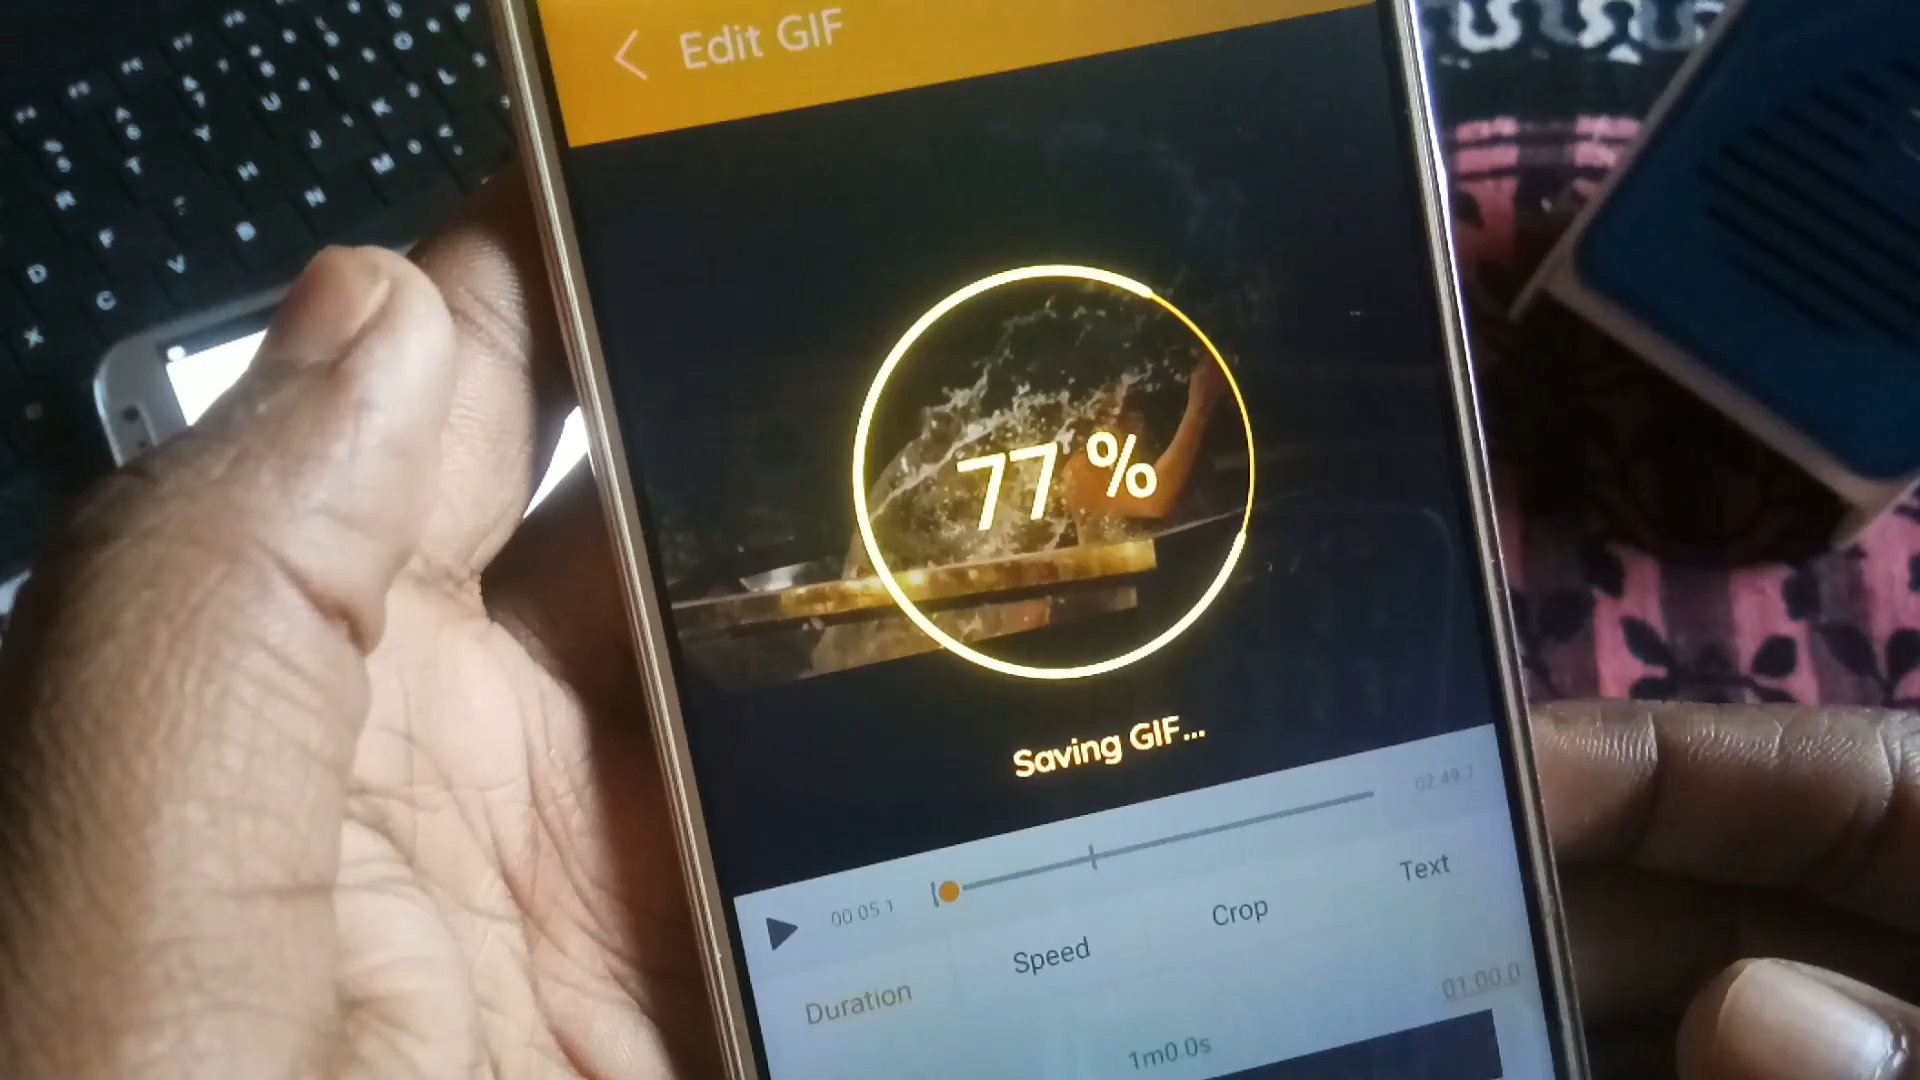 Edit GIF
77 %
Saving GIF...
02:49.7
00:05.1
Duration
Speed
Crop
Text
01:00.0
1m0.0s
A
T
Y
U
J
K
L
R
H
M
F
B
N
D
V
C
X